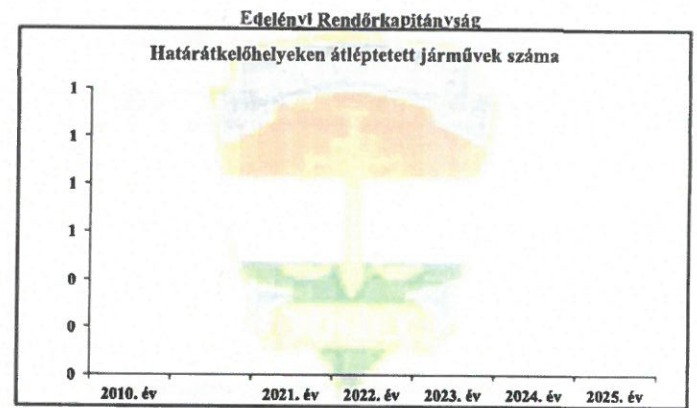 Edelényi Rendőrkapitányság
Határátkelőhelyeken átléptetett járművek száma
1
1
1
1
0
0
0
2010. év 2021. év 2022. év 2023. év 2024. év 2025. év